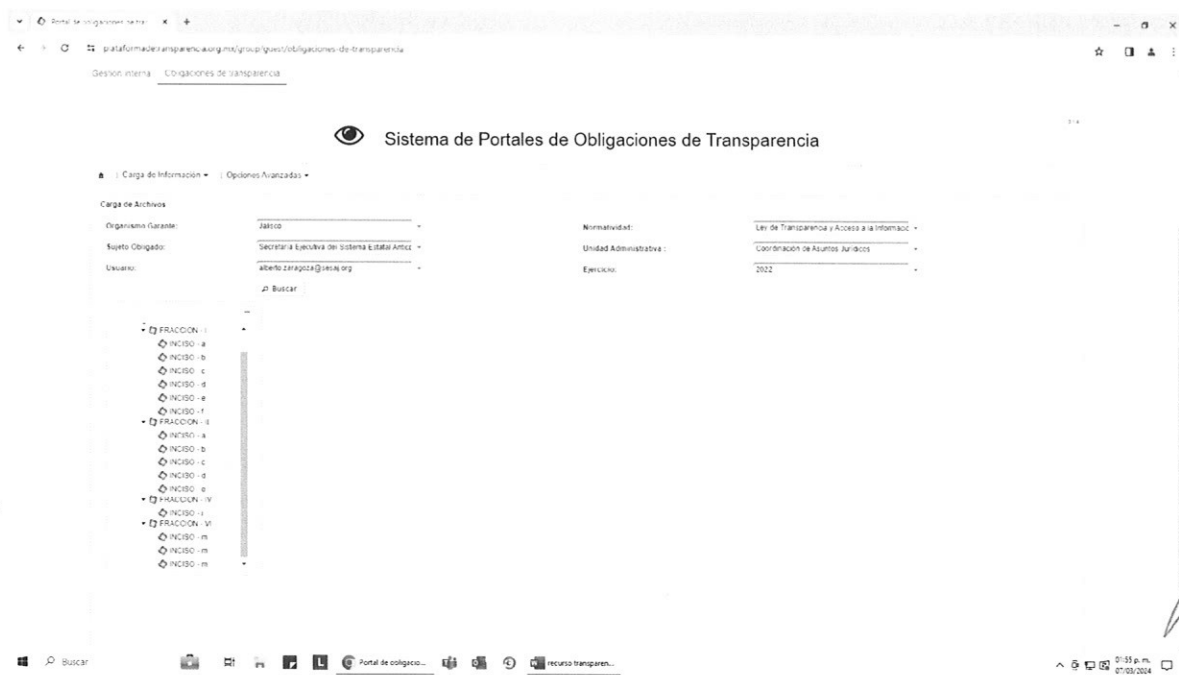 Portal de obligaciones de tran
plataformadetransparencia.org.mx/group/guest/obligaciones-de-transparencia
Gestión interna Obligaciones de transparencia
Sistema de Portales de Obligaciones de Transparencia
Carga de Información Opciones Avanzadas
Carga de Archivos
Organismo Garante: Jalisco Normatividad: Ley de Transparencia y Acceso a la Informació
Sujeto Obligado: Secretaría Ejecutiva del Sistema Estatal Antico Unidad Administrativa : Coordinación de Asuntos Jurídicos
Usuario: alberto.zaragoza@sesaj.org Ejercicio: 2022
Buscar
FRACCION - I
INCISO - a
INCISO - b
INCISO - c
INCISO - d
INCISO - e
INCISO - f
FRACCION - II
INCISO - a
INCISO - b
INCISO - c
INCISO - d
INCISO - e
FRACCION - IV
INCISO - i
FRACCION - VI
INCISO - m
INCISO - m
INCISO - m
Buscar Portal de obligacio... recurso transparen... 01:55 p. m.
07/03/2024